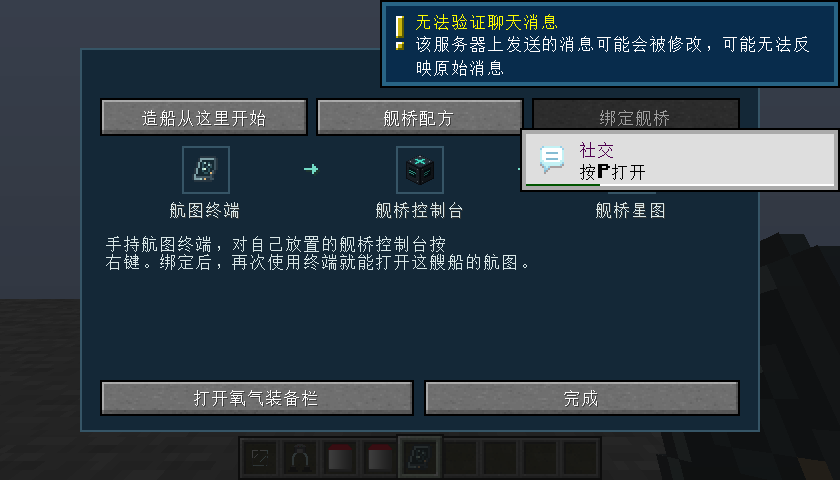 无法验证聊天消息
该服务器上发送的消息可能会被修改，可能无法反
映原始消息
造船从这里开始
舰桥配方
绑定舰桥
社交
按P打开
航图终端
舰桥控制台
舰桥星图
手持航图终端，对自己放置的舰桥控制台按
右键。绑定后，再次使用终端就能打开这艘船的航图。
打开氧气装备栏
完成